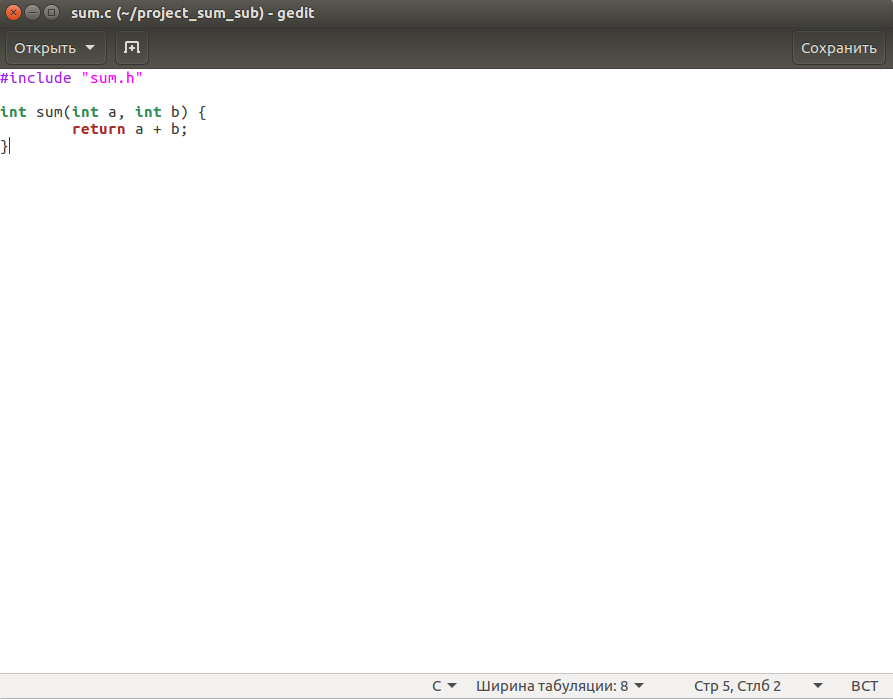 sum.c (~/project_sum_sub) - gedit
Открыть
Сохранить
#include "sum.h"
int sum(int a, int b) {
        return a + b;
}
C
Ширина табуляции: 8
Стр 5, Стлб 2
ВСТ